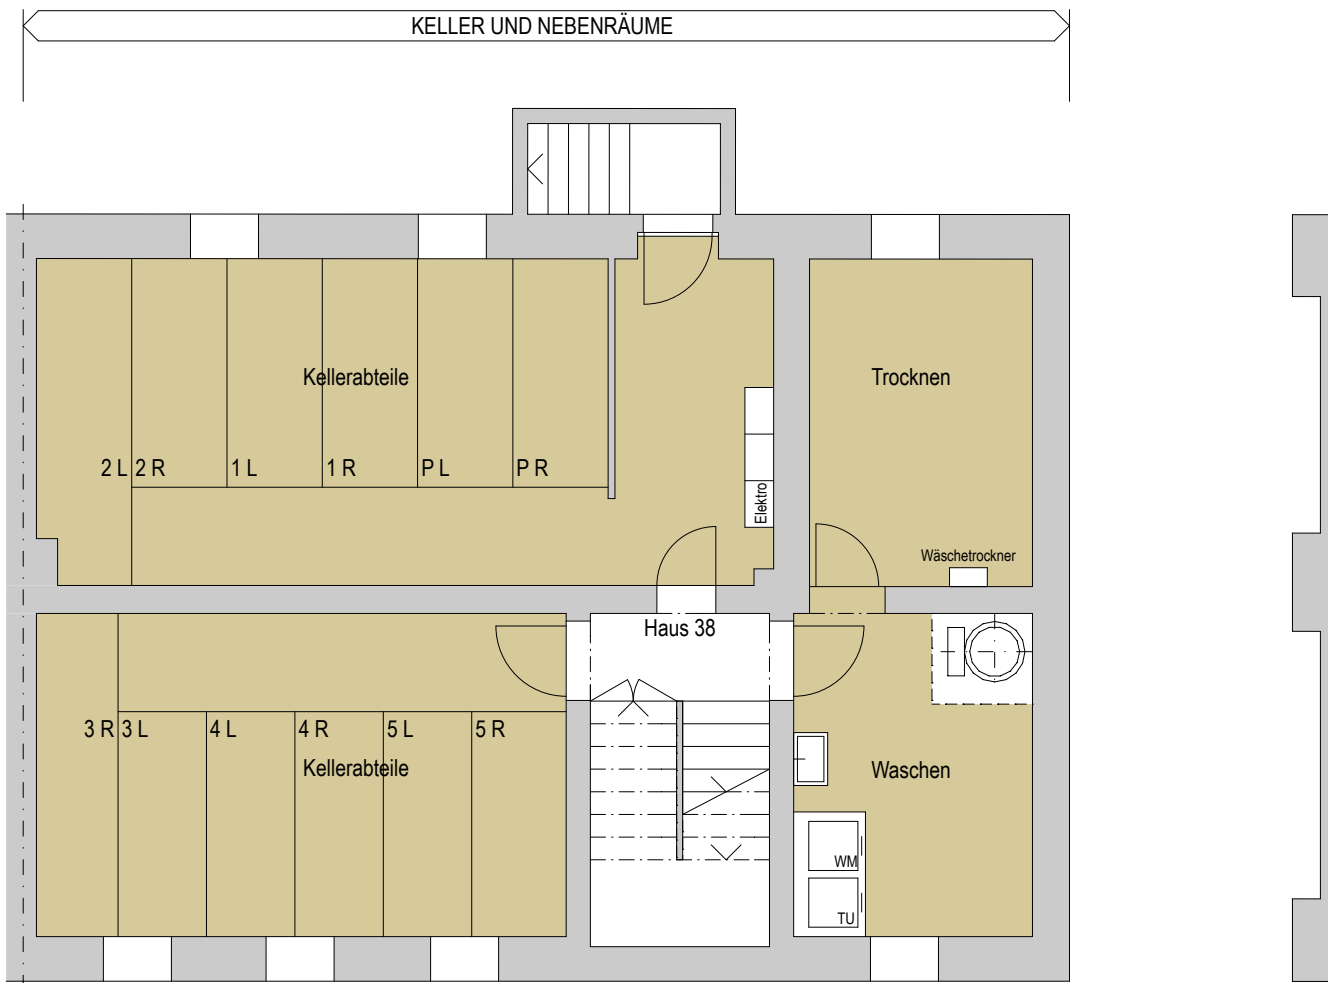 KELLER UND NEBENRÄUME
Kellerabteile
Trocknen
2 L 2 R 1 L 1 R P L P R
Elektro
Wäschetrockner
Haus 38
3 R 3 L 4 L 4 R 5 L 5 R
Kellerabteile
Waschen
WM
TU